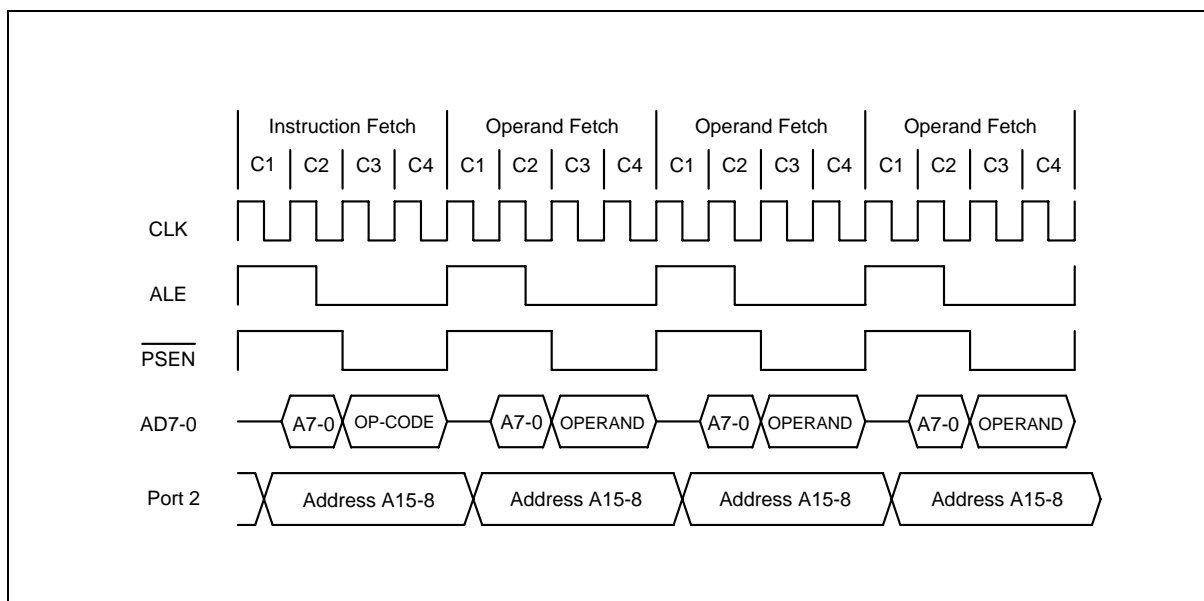 Instruction Fetch Operand Fetch Operand Fetch Operand Fetch
C1 C2 C3 C4 C1 C2 C3 C4 C1 C2 C3 C4 C1 C2 C3 C4
CLK
ALE
PSEN
AD7-0 A7-0 OP-CODE A7-0 OPERAND A7-0 OPERAND A7-0 OPERAND
Port 2 Address A15-8 Address A15-8 Address A15-8 Address A15-8